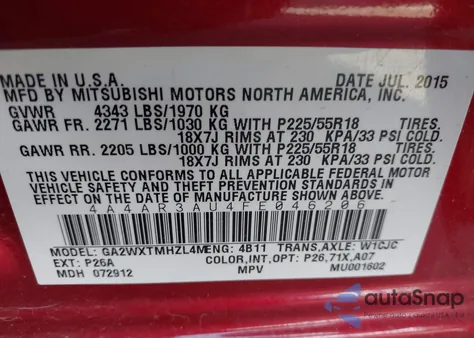 MADE IN U.S.A. DATE JUL. 2015
MFD BY MITSUBISHI MOTORS NORTH AMERICA, INC.
GVWR 4343 LBS/1970 KG
GAWR FR. 2271 LBS/1030 KG WITH P225/55R18 TIRES.
18X7J RIMS AT 230 KPA/33 PSI COLD.
GAWR RR. 2205 LBS/1000 KG WITH P225/55R18 TIRES.
18X7J RIMS AT 230 KPA/33 PSI COLD.
THIS VEHICLE CONFORMS TO ALL APPLICABLE FEDERAL MOTOR
VEHICLE SAFETY AND THEFT PREVENTION STANDARDS IN
EFFECT ON THE DATE OF MANUFACTURE SHOWN ABOVE.
4A4AR3AU4FE046206
MODEL: GA2WXTMHZL4M ENG: 4B11 TRANS,AXLE: W1CJC
EXT: P26A COLOR,INT,OPT: P26,71X,A07
MDH 072912 MPV MU001602
autoSnap